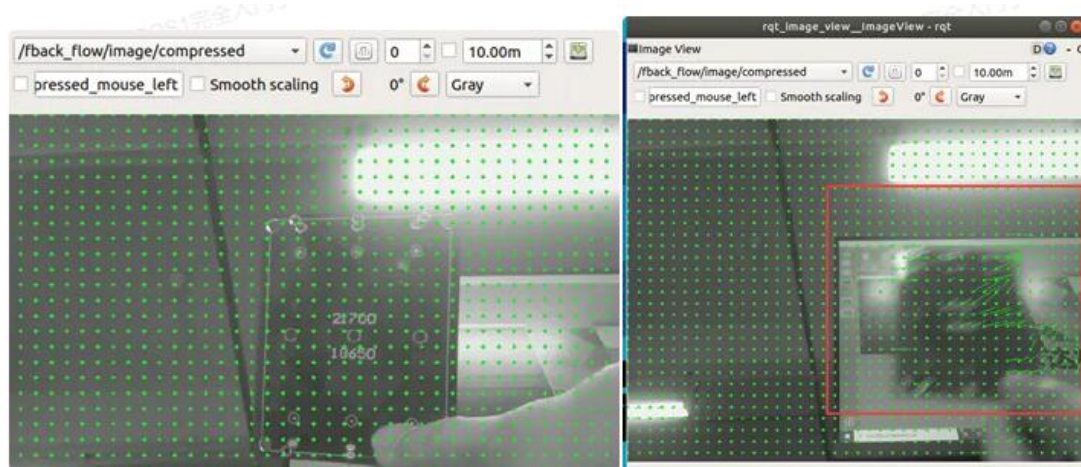 /fback_flow/image/compressed
0
10.00m
pressed_mouse_left
Smooth scaling
0°
Gray
21700
18650
rqt_image_view__ImageView - rqt
Image View
D
/fback_flow/image/compressed
0
10.00m
pressed_mouse_left
Smooth scaling
0°
Gray